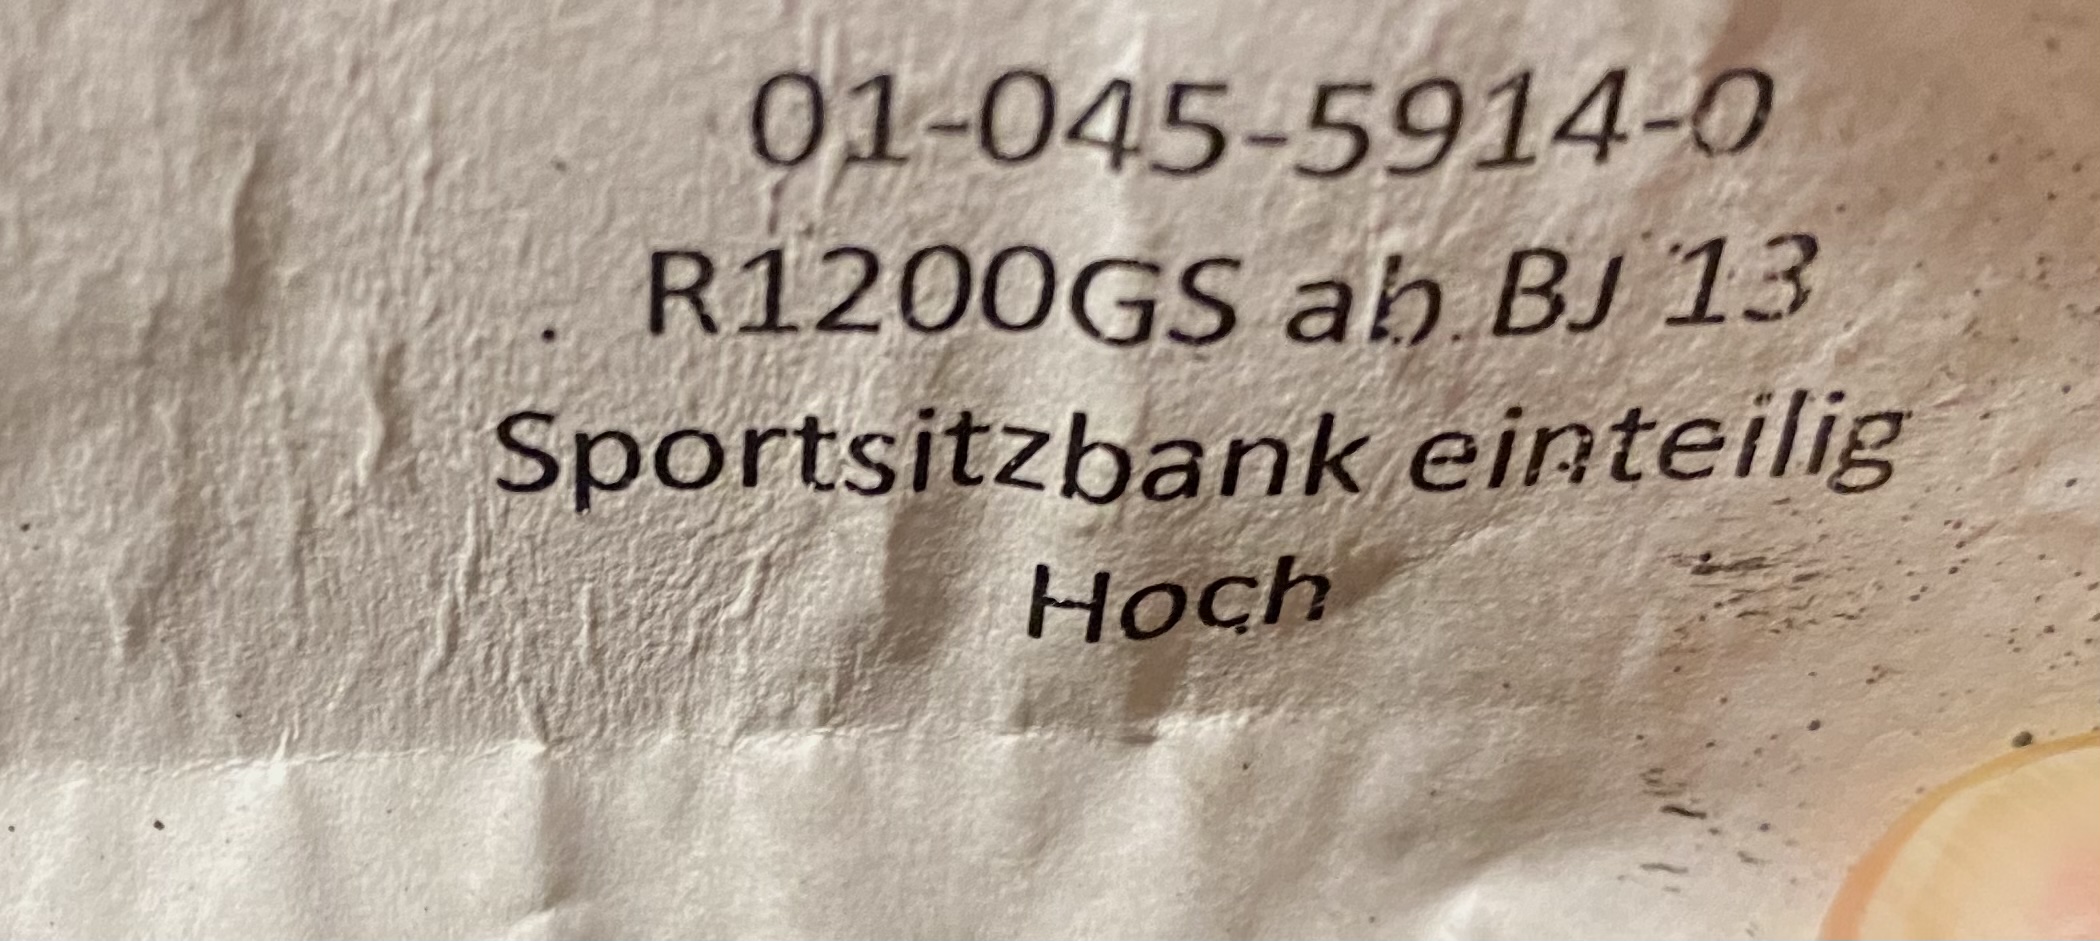 01-045-5914-0
R1200GS ab BJ 13
Sportsitzbank einteilig
Hoch